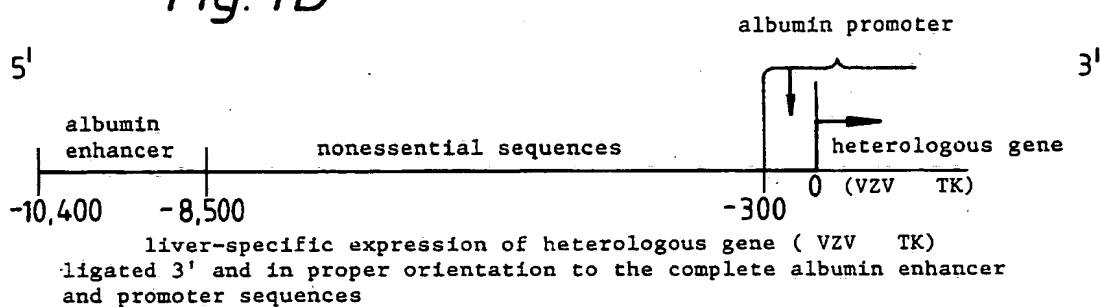 Fig. 1B
albumin promoter
5' 3'
albumin
enhancer nonessential sequences heterologous gene
-10,400 -8,500 -300 0 (VZV TK)
liver-specific expression of heterologous gene ( VZV TK)
ligated 3' and in proper orientation to the complete albumin enhancer
and promoter sequences